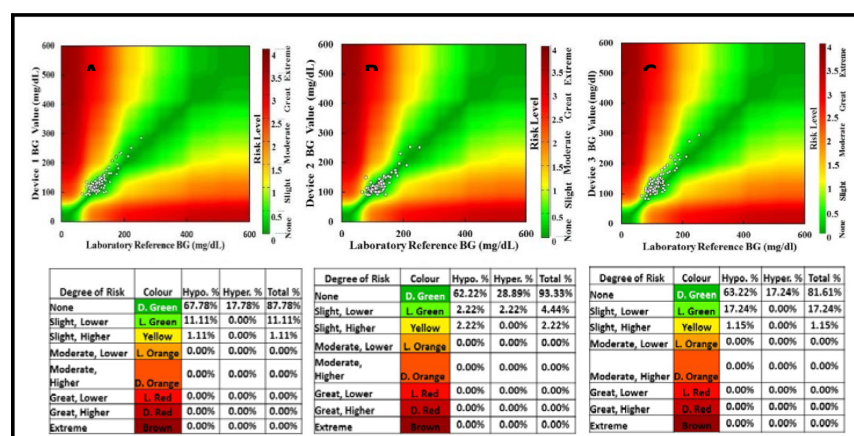 A
B
C
600
500
400
300
200
100
0
0
200
400
600
Device 1 BG Value (mg/dL)
Laboratory Reference BG (mg/dL)
4
3.5
3
2.5
2
1.5
1
0.5
0
Risk Level
None Slight Moderate Great Extreme
600
500
400
300
200
100
0
0
200
400
600
Device 2 BG Value (mg/dL)
Laboratory Reference BG (mg/dL)
4
3.5
3
2.5
2
1.5
1
0.5
0
Risk Level
None Slight Moderate Great Extreme
600
500
400
300
200
100
0
0
200
400
600
Device 3 BG Value (mg/dl)
Laboratory Reference BG (mg/dl)
4
3.5
3
2.5
2
1.5
1
0.5
0
Risk Level
None Slight Moderate Great Extreme
Degree of Risk Colour Hypo. % Hyper. % Total %
None D. Green 67.78% 17.78% 87.78%
Slight, Lower L. Green 11.11% 0.00% 11.11%
Slight, Higher Yellow 1.11% 0.00% 1.11%
Moderate, Lower L. Orange 0.00% 0.00% 0.00%
Moderate, Higher D. Orange 0.00% 0.00% 0.00%
Great, Lower L. Red 0.00% 0.00% 0.00%
Great, Higher D. Red 0.00% 0.00% 0.00%
Extreme Brown 0.00% 0.00% 0.00%
Degree of Risk Colour Hypo. % Hyper. % Total %
None D. Green 62.22% 28.89% 93.33%
Slight, Lower L. Green 2.22% 2.22% 4.44%
Slight, Higher Yellow 2.22% 0.00% 2.22%
Moderate, Lower L. Orange 0.00% 0.00% 0.00%
Moderate, Higher D. Orange 0.00% 0.00% 0.00%
Great, Lower L. Red 0.00% 0.00% 0.00%
Great, Higher D. Red 0.00% 0.00% 0.00%
Extreme Brown 0.00% 0.00% 0.00%
Degree of Risk Colour Hypo. % Hyper. % Total %
None D. Green 63.22% 17.24% 81.61%
Slight, Lower L. Green 17.24% 0.00% 17.24%
Slight, Higher Yellow 1.15% 0.00% 1.15%
Moderate, Lower L. Orange 0.00% 0.00% 0.00%
Moderate, Higher D. Orange 0.00% 0.00% 0.00%
Great, Lower L. Red 0.00% 0.00% 0.00%
Great, Higher D. Red 0.00% 0.00% 0.00%
Extreme Brown 0.00% 0.00% 0.00%